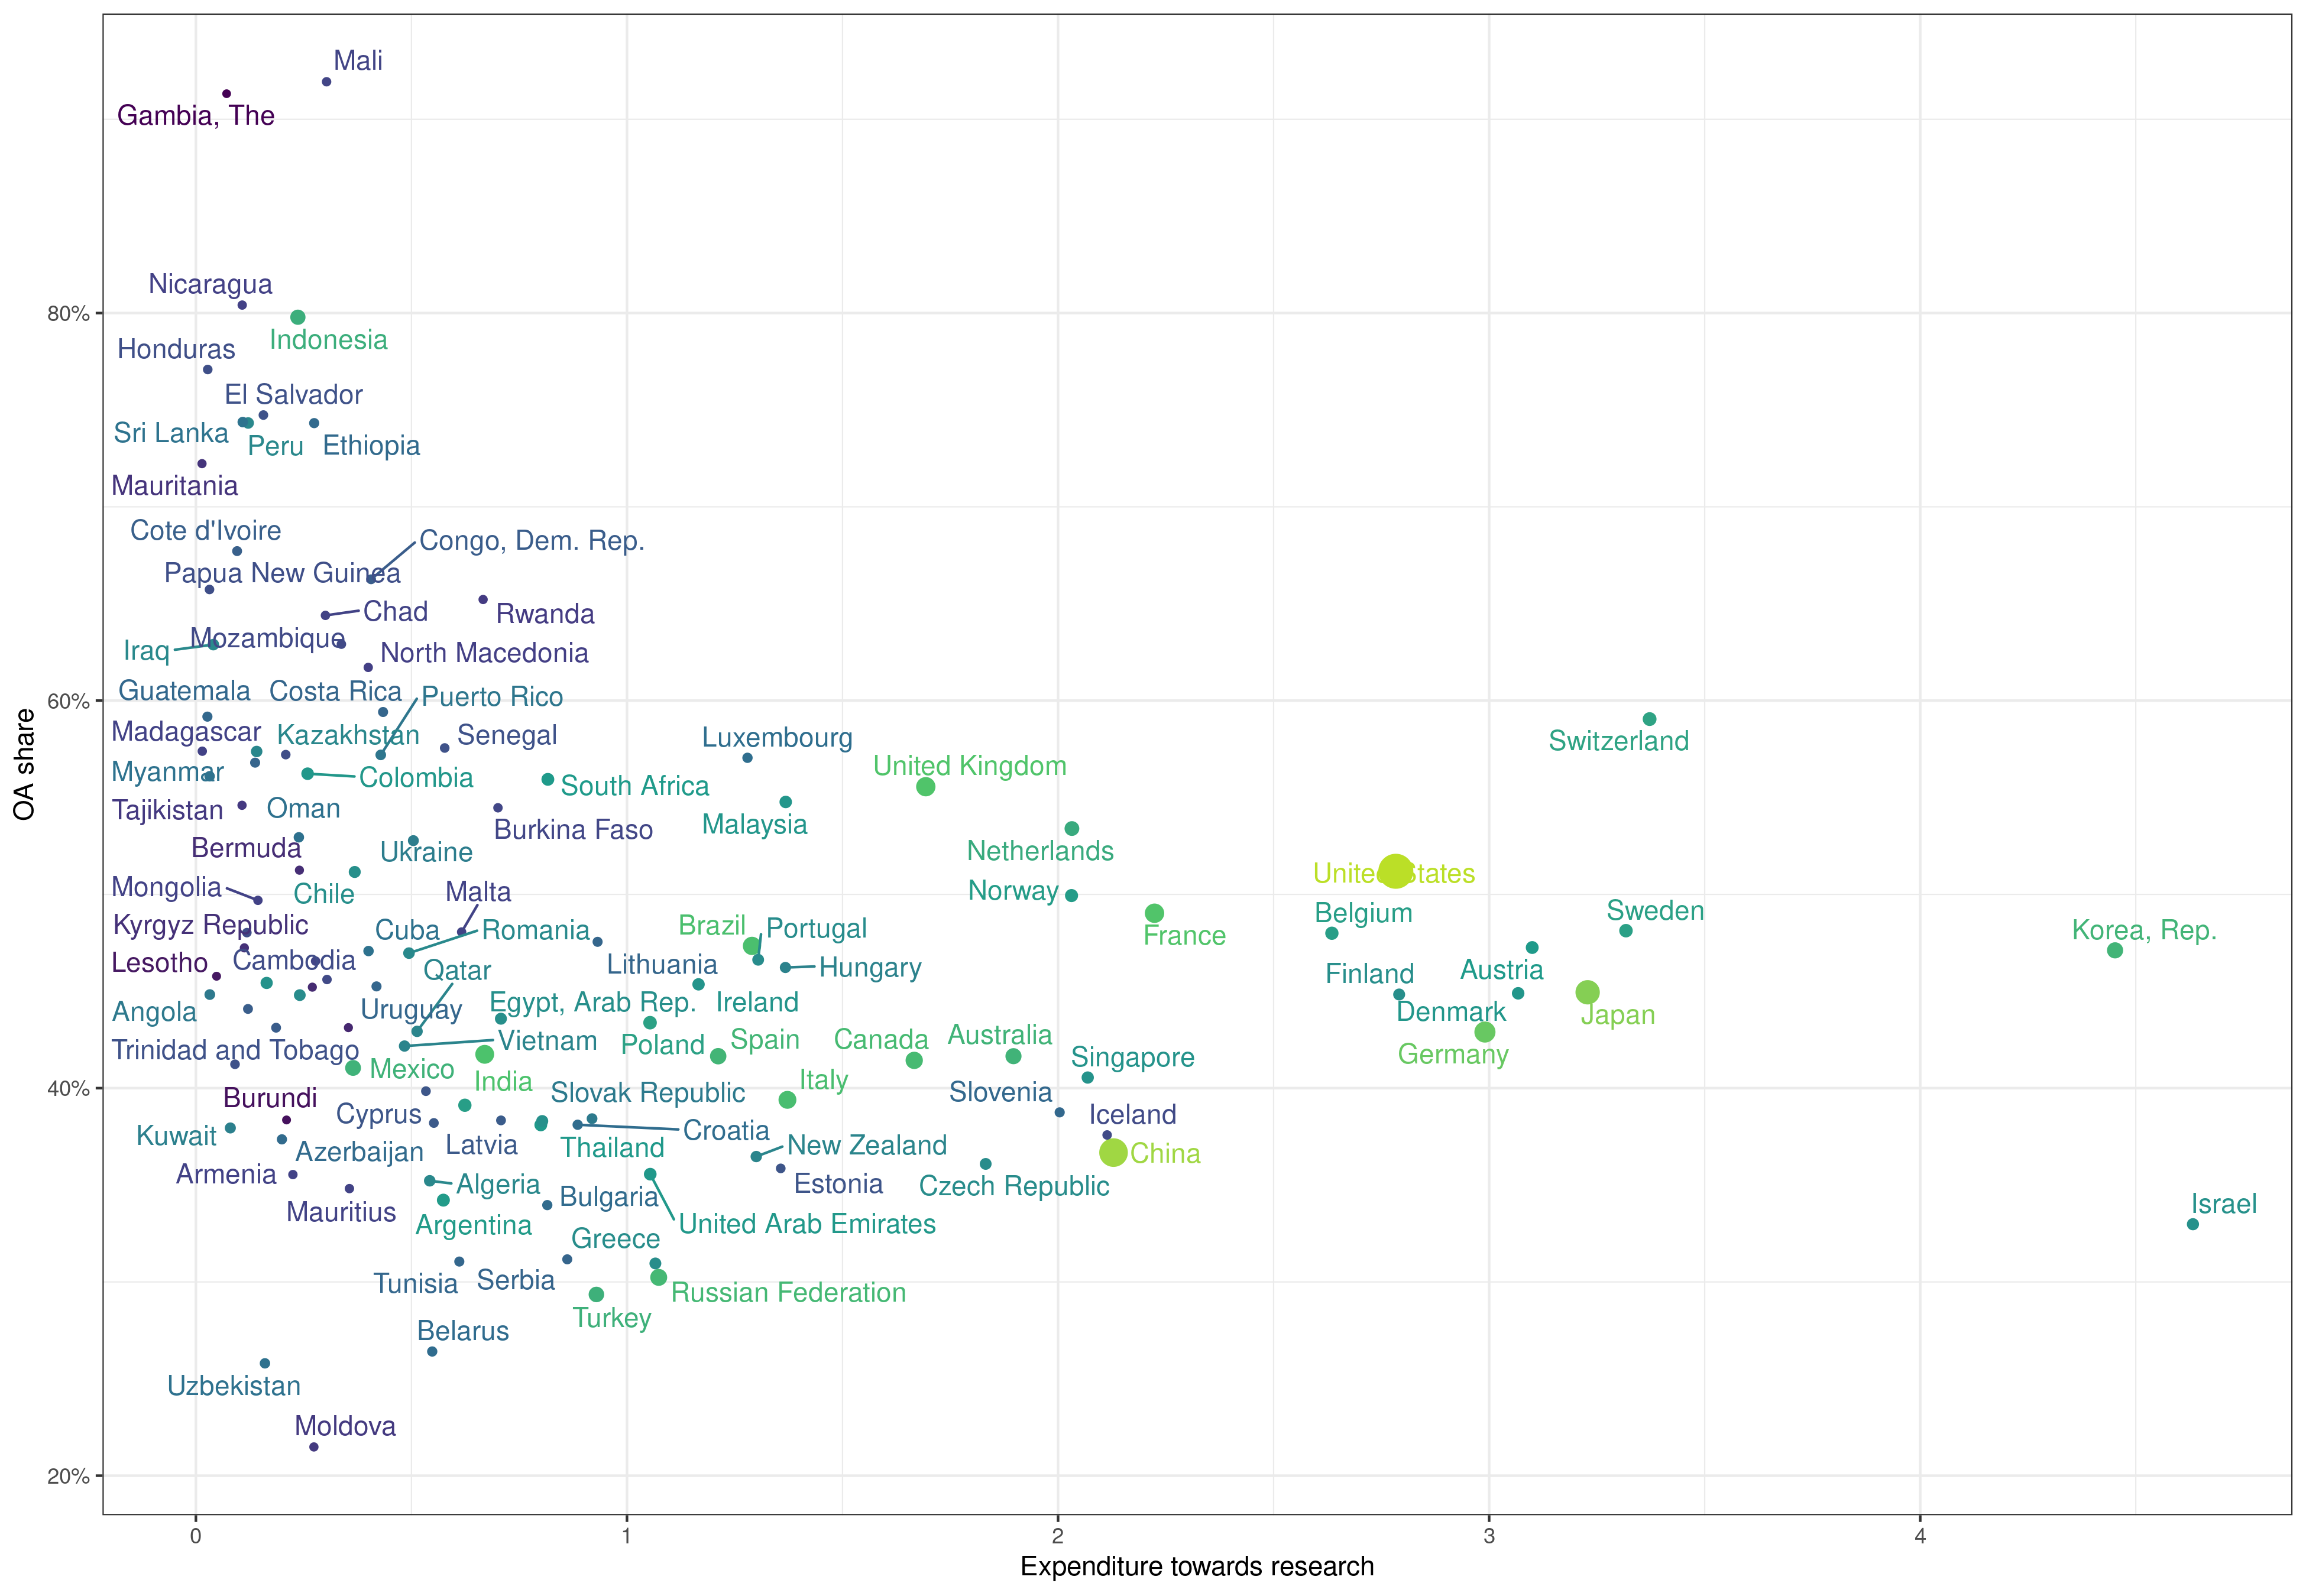 Mali
Gambia, The
Nicaragua
80%
Indonesia
Honduras
El Salvador
Sri Lanka
Peru
Ethiopia
Mauritania
Cote d'Ivoire
Congo, Dem. Rep.
Papua New Guinea
Chad
Rwanda
Mozambique
Iraq
North Macedonia
Guatemala
Costa Rica
Puerto Rico
60%
Madagascar
Kazakhstan
Senegal
Luxembourg
Switzerland
United Kingdom
Myanmar
Colombia
South Africa
OA share
Tajikistan
Oman
Burkina Faso
Malaysia
Bermuda
Ukraine
Netherlands
United States
Mongolia
Chile
Malta
Norway
Belgium
Sweden
Kyrgyz Republic
Cuba
Romania
Brazil
Portugal
France
Korea, Rep.
Lesotho
Cambodia
Qatar
Lithuania
Hungary
Finland
Austria
Angola
Uruguay
Egypt, Arab Rep.
Ireland
Denmark
Japan
Trinidad and Tobago
Vietnam
Poland
Spain
Canada
Australia
Germany
Mexico
India
Italy
Singapore
40%
Burundi
Cyprus
Slovak Republic
Slovenia
Iceland
Kuwait
Azerbaijan
Latvia
Thailand
Croatia
New Zealand
China
Armenia
Algeria
Estonia
Czech Republic
Mauritius
Argentina
Bulgaria
United Arab Emirates
Israel
Greece
Tunisia
Serbia
Russian Federation
Turkey
Belarus
Uzbekistan
Moldova
20%
0
1
2
3
4
Expenditure towards research